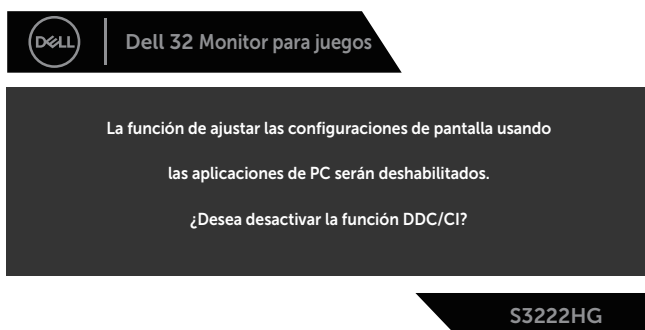 DELL
Dell 32 Monitor para juegos
La función de ajustar las configuraciones de pantalla usando
las aplicaciones de PC serán deshabilitados.
¿Desea desactivar la función DDC/CI?
S3222HG